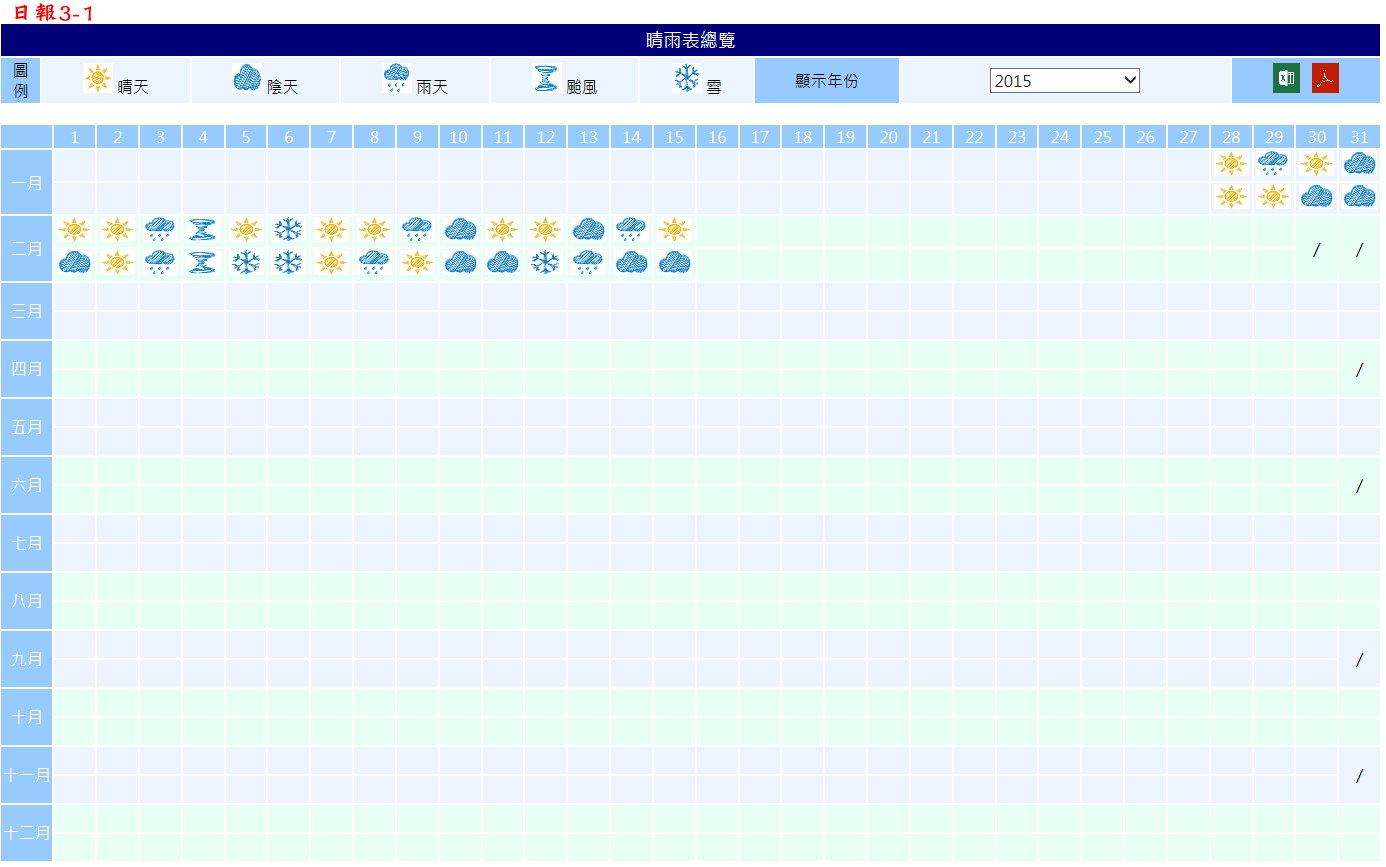 日報3-1
晴雨表總覽
圖例 晴天 陰天 雨天 颱風 雪 顯示年份 2015
1 2 3 4 5 6 7 8 9 10 11 12 13 14 15 16 17 18 19 20 21 22 23 24 25 26 27 28 29 30 31
一月
二月 / /
三月
四月 /
五月
六月 /
七月
八月
九月 /
十月
十一月 /
十二月